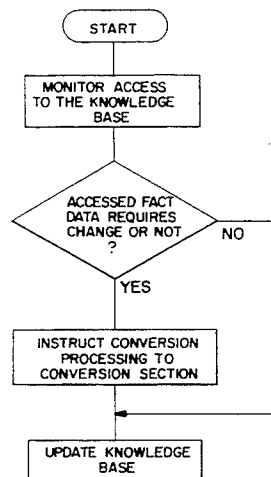 START
MONITOR ACCESS
TO THE KNOWLEDGE
BASE
ACCESSED FACT
DATA REQUIRES
CHANGE OR NOT
?
NO
YES
INSTRUCT CONVERSION
PROCESSING TO
CONVERSION SECTION
UPDATE KNOWLEDGE
BASE